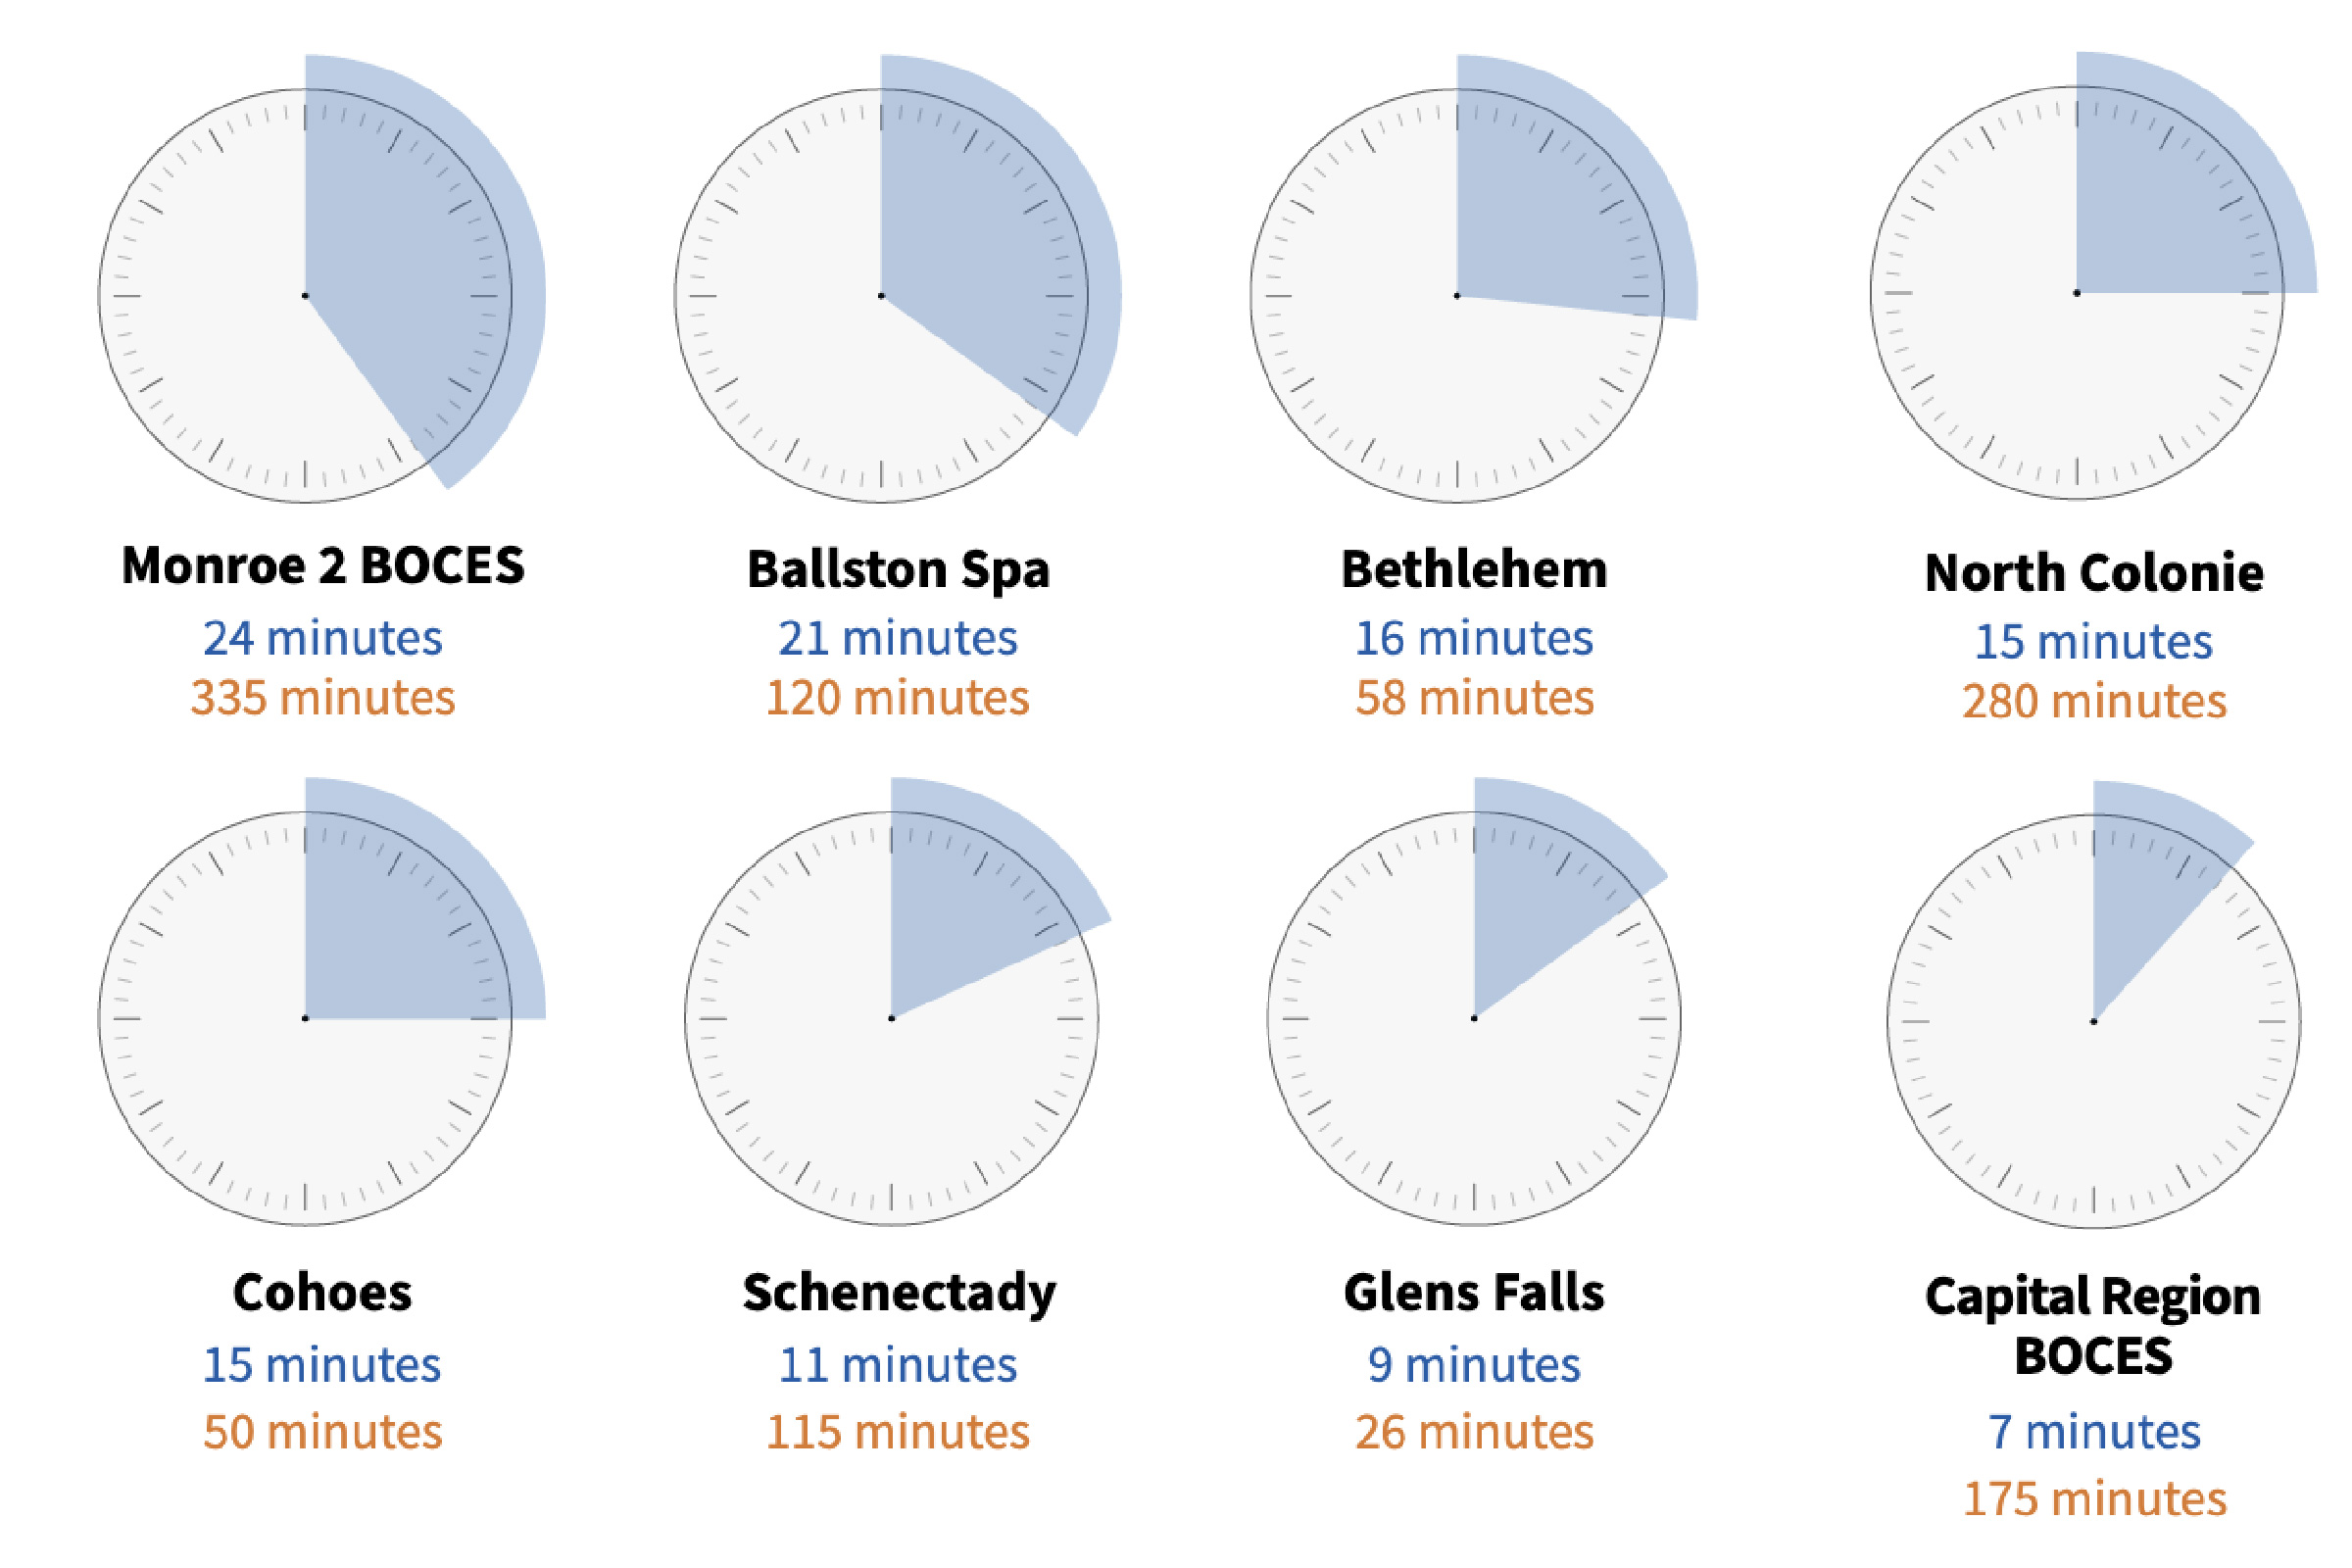 Monroe 2 BOCES
24 minutes
335 minutes
Ballston Spa
21 minutes
120 minutes
Bethlehem
16 minutes
58 minutes
North Colonie
15 minutes
280 minutes
Cohoes
15 minutes
50 minutes
Schenectady
11 minutes
115 minutes
Glens Falls
9 minutes
26 minutes
Capital Region
BOCES
7 minutes
175 minutes